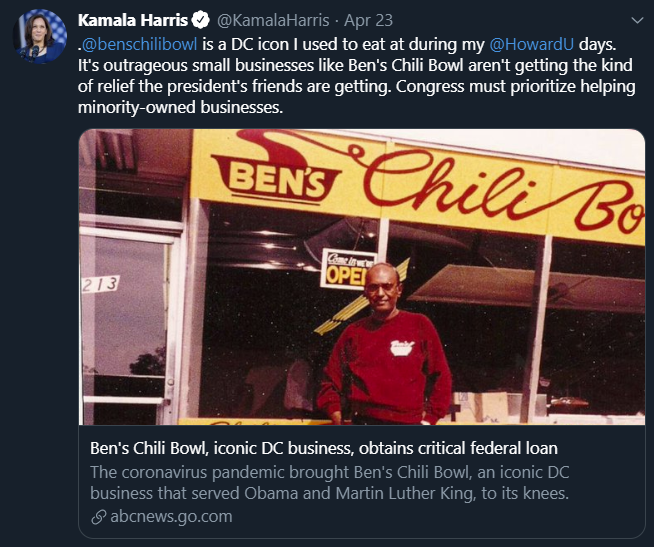 Kamala Harris @KamalaHarris · Apr 23
.@benschilibowl is a DC icon I used to eat at during my @HowardU days.
It's outrageous small businesses like Ben's Chili Bowl aren't getting the kind
of relief the president's friends are getting. Congress must prioritize helping
minority-owned businesses.
BEN'S Chili Bo
Come in we're
OPEN
213
Ben's Chili Bowl, iconic DC business, obtains critical federal loan
The coronavirus pandemic brought Ben's Chili Bowl, an iconic DC
business that served Obama and Martin Luther King, to its knees.
abcnews.go.com